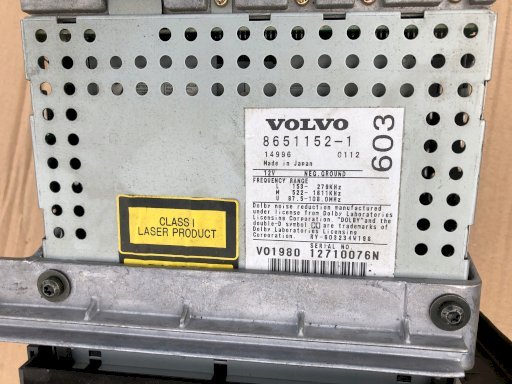 VOLVO
603
8651152-1
14996 0112
Made in Japan
12V NEG.GROUND
FREQUENCY RANGE
L 153- 279KHz
M 522- 1611KHz
U 87.5-108.0MHz
Dolby noise reduction manufactured
under license from Dolby Laboratories
Licensing Corporation. "DOLBY" and the
double-D symbol are trademarks of
Dolby Laboratories Licensing
Corporation.
SERIAL NO
VO1980 12710076N
CLASS I
LASER PRODUCT